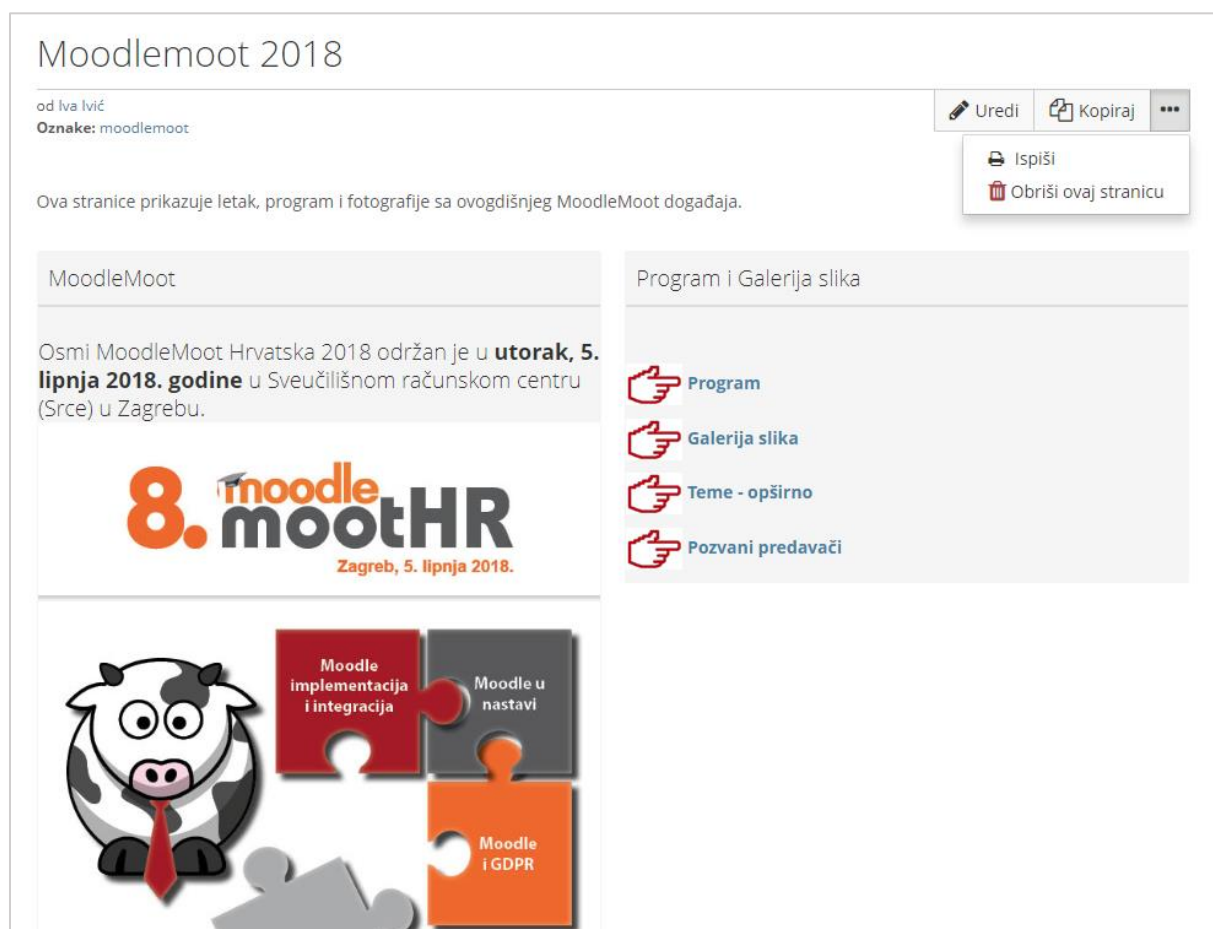 Moodlemoot 2018
od Iva Ivić
Oznake: moodlemoot
Uredi
Kopiraj
Ispiši
Obriši ovaj stranicu
Ova stranice prikazuje letak, program i fotografije sa ovogdišnjeg MoodleMoot događaja.
MoodleMoot
Osmi MoodleMoot Hrvatska 2018 održan je u utorak, 5.
lipnja 2018. godine u Sveučilišnom računskom centru
(Srce) u Zagrebu.
8. moodle
mootHR
Zagreb, 5. lipnja 2018.
Moodle
implementacija
i integracija
Moodle u
nastavi
Moodle
i GDPR
Program i Galerija slika
Program
Galerija slika
Teme - opširno
Pozvani predavači